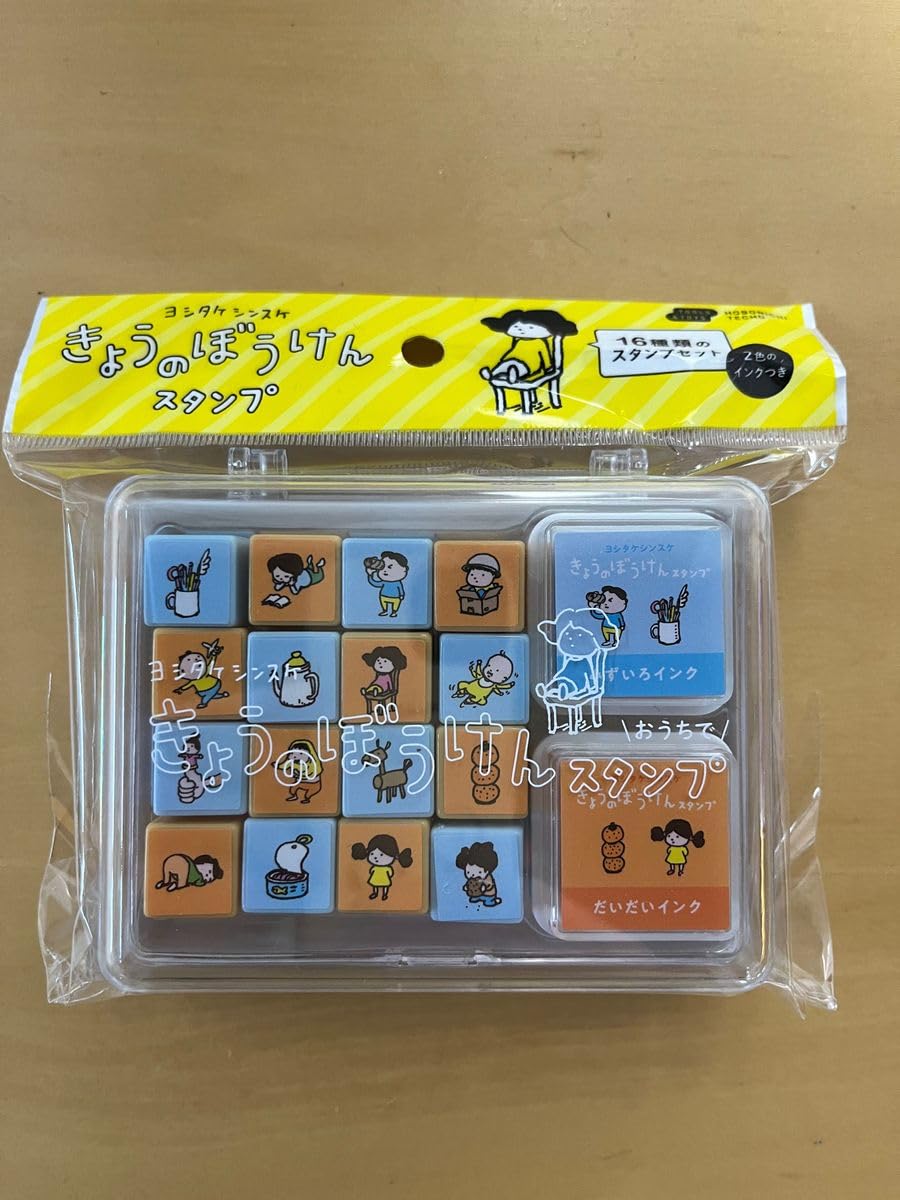 ヨシタケシンスケ
きょうのぼうけん
スタンプ
16種類の
スタンプセット
2色の
インクつき
TOOLS
& TOYS
HOBONICHI
TECHO
ヨシタケシンスケ
きょうのぼうけん スタンプ
おうちで
ヨシタケシンスケ
きょうのぼうけん スタンプ
みずいろインク
きょうのぼうけん スタンプ
だいだいインク